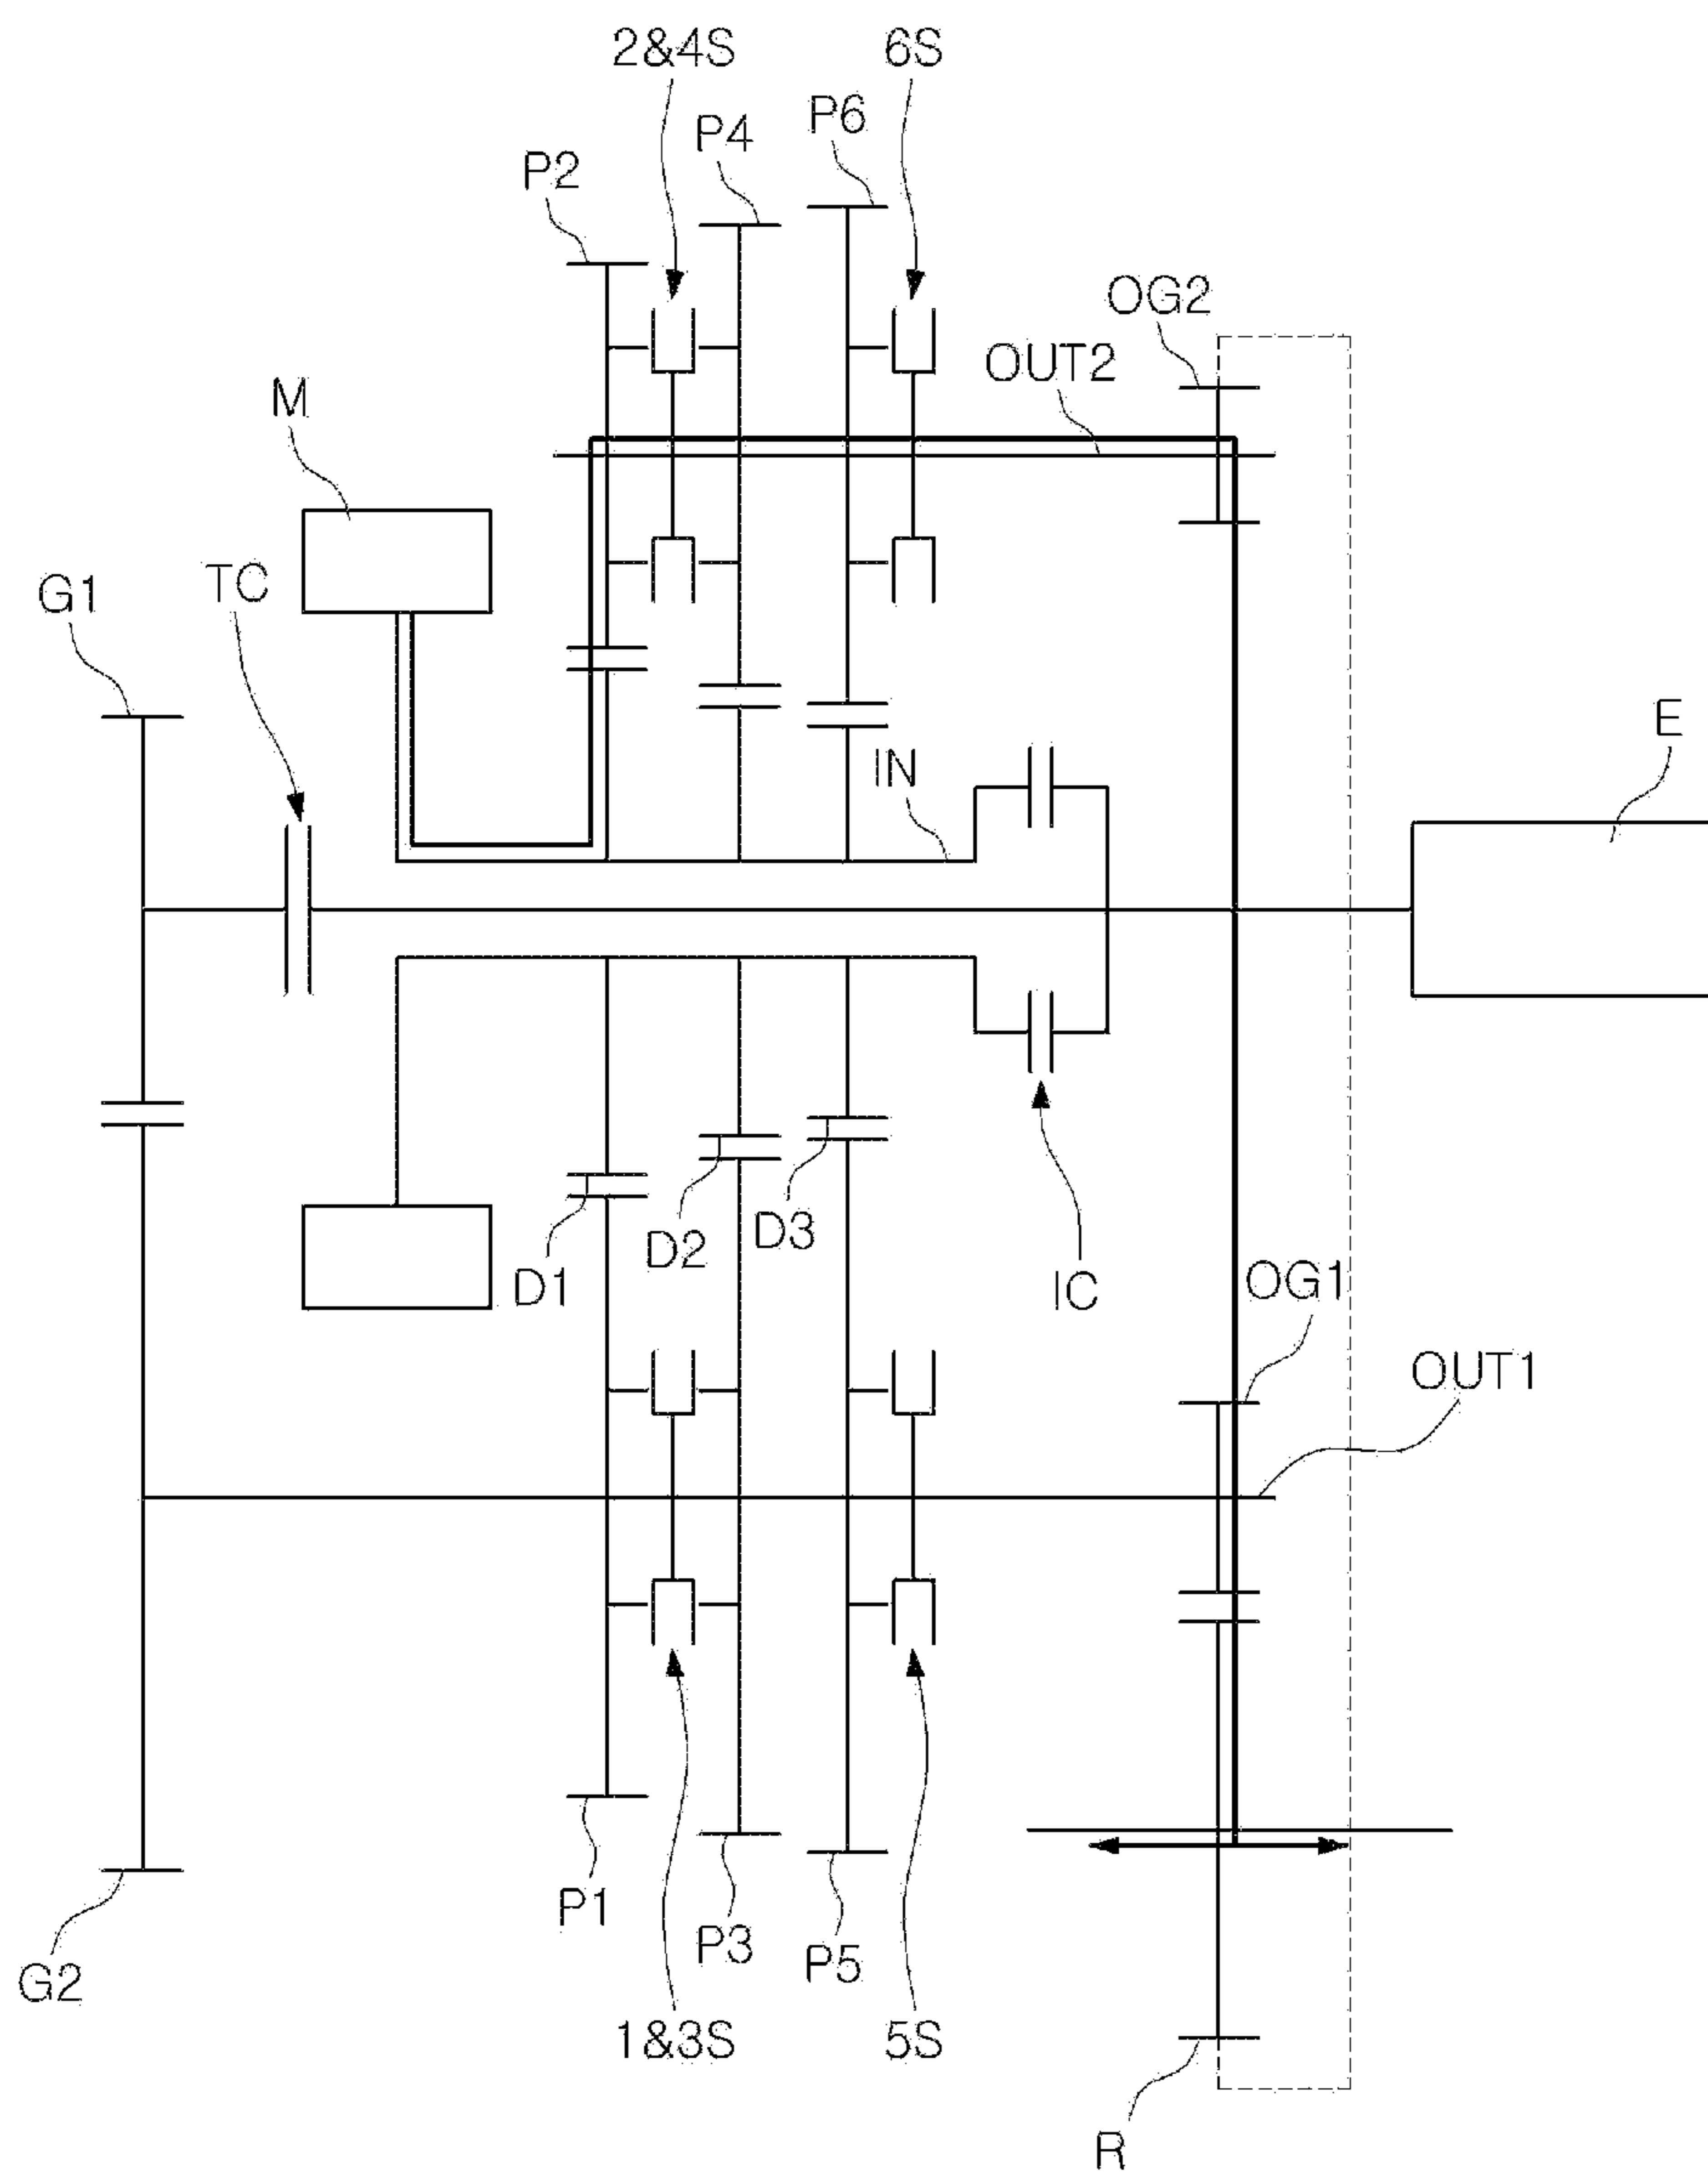 2&4S
6S
P6
P4
P2
OG2
OUT2
M
TC
G1
E
IN
D3
D2
D1
IC
OG1
OUT1
P1
P3
P5
G2
1&3S
5S
R